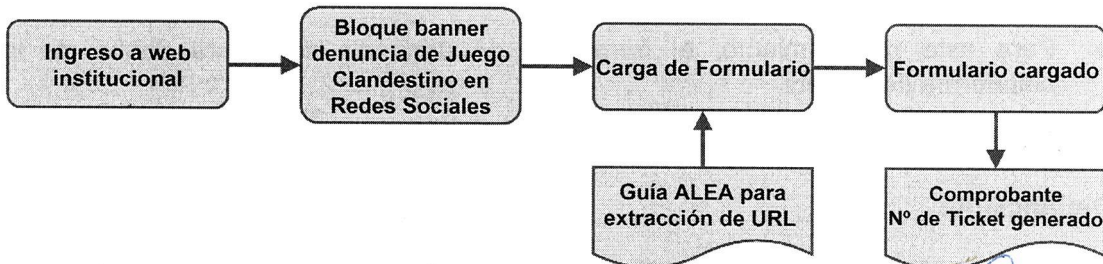 Ingreso a web
institucional
Bloque banner
denuncia de Juego
Clandestino en
Redes Sociales
Carga de Formulario
Formulario cargado
Guía ALEA para
extracción de URL
Comprobante
Nº de Ticket generado